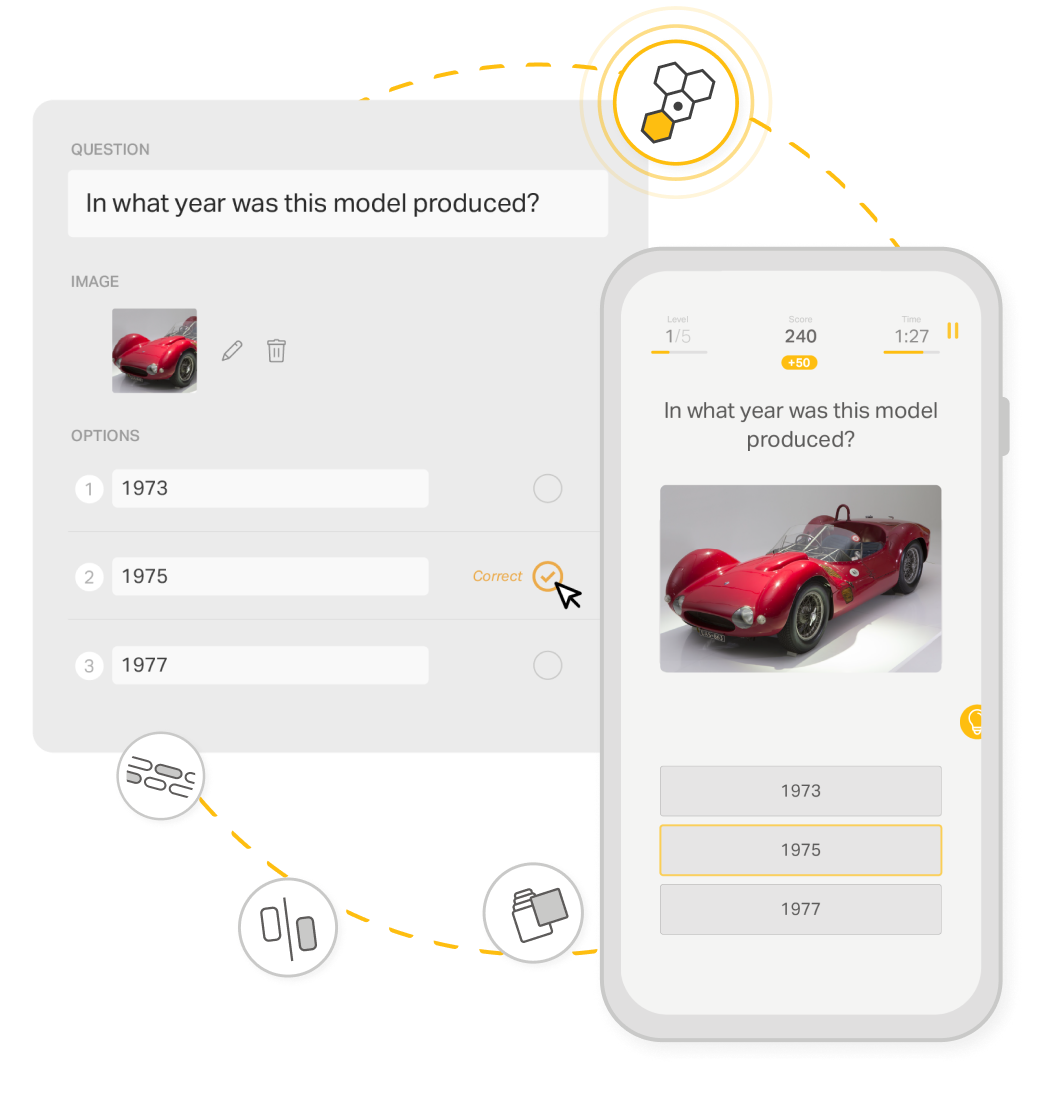 QUESTION
In what year was this model produced?
IMAGE
OPTIONS
1 1973
2 1975 Correct
3 1977
Level Score Time
1/5 240 1:27
+50
In what year was this model
produced?
1973
1975
1977